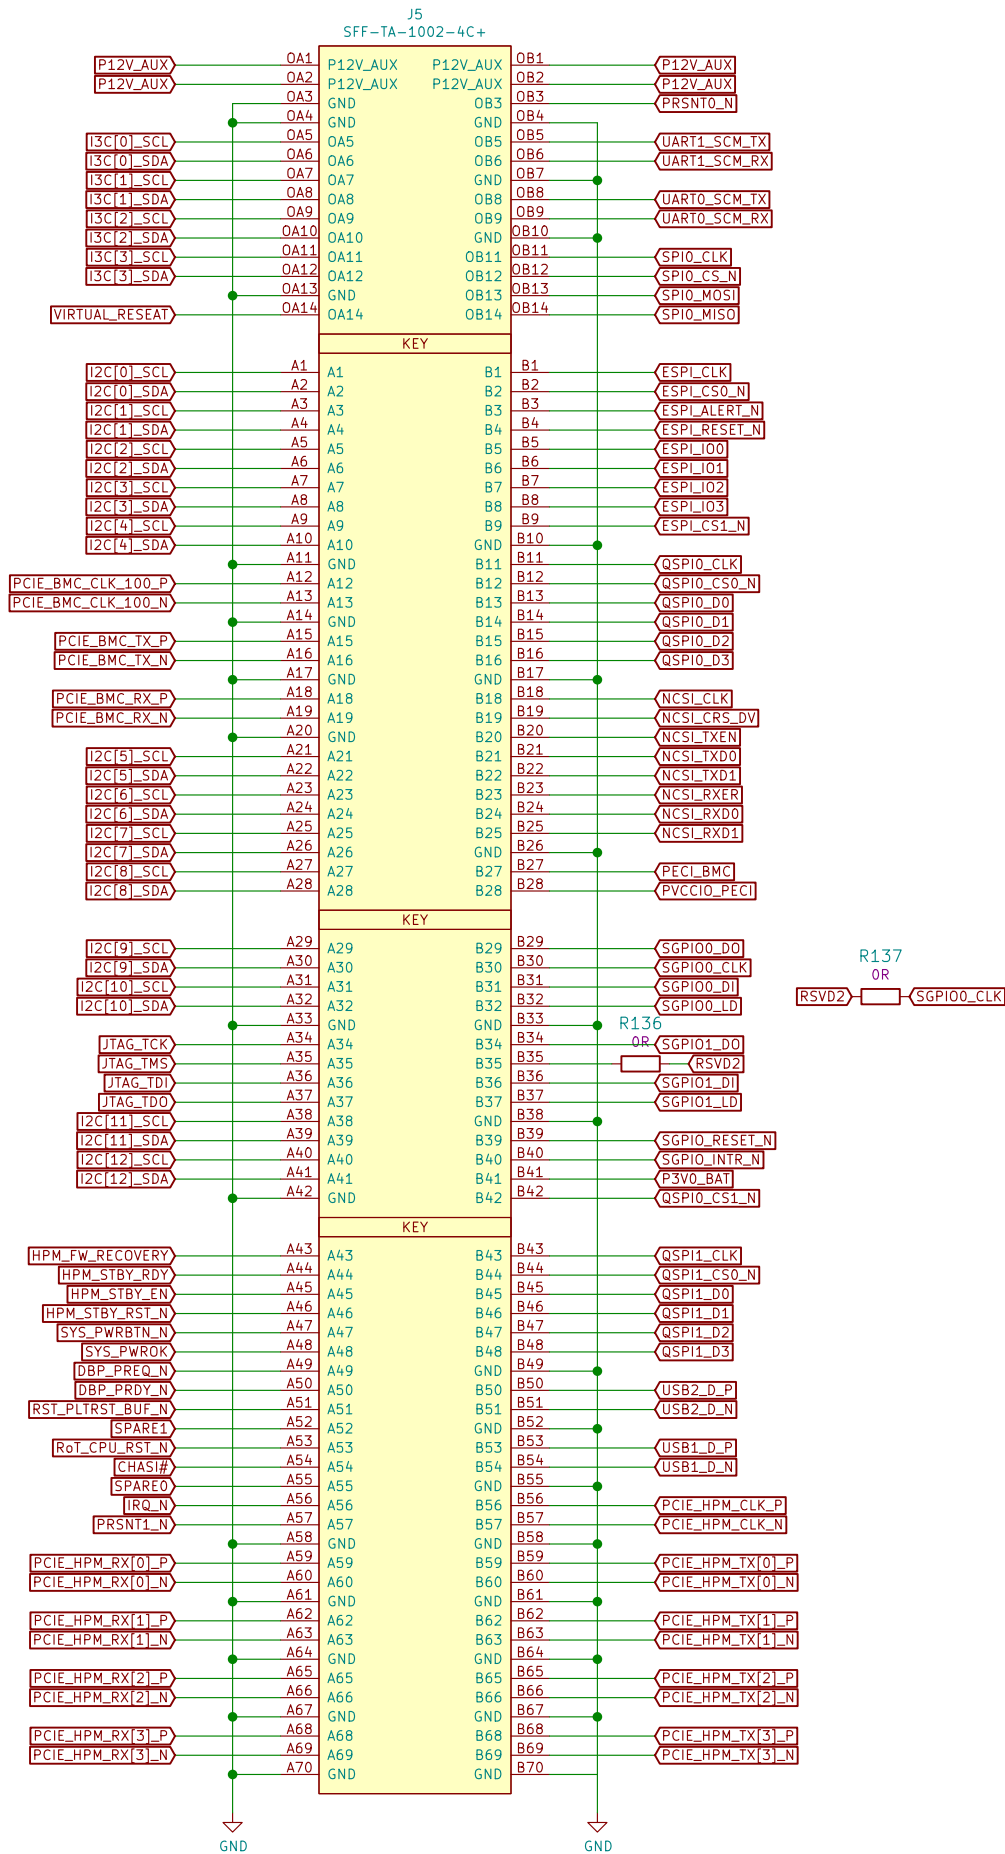 J5
SFF-TA-1002-4C+
P12V_AUX OA1 P12V_AUX P12V_AUX OB1 P12V_AUX
P12V_AUX OA2 P12V_AUX P12V_AUX OB2 P12V_AUX
OA3 GND OB3 OB3 PRSNT0_N
OA4 GND GND OB4
I3C[0]_SCL OA5 OA5 OB5 OB5 UART1_SCM_TX
I3C[0]_SDA OA6 OA6 OB6 OB6 UART1_SCM_RX
I3C[1]_SCL OA7 OA7 GND OB7
I3C[1]_SDA OA8 OA8 OB8 OB8 UART0_SCM_TX
I3C[2]_SCL OA9 OA9 OB9 OB9 UART0_SCM_RX
I3C[2]_SDA OA10 OA10 GND OB10
I3C[3]_SCL OA11 OA11 OB11 OB11 SPI0_CLK
I3C[3]_SDA OA12 OA12 OB12 OB12 SPI0_CS_N
OA13 GND OB13 OB13 SPI0_MOSI
VIRTUAL_RESEAT OA14 OA14 OB14 OB14 SPI0_MISO
KEY
I2C[0]_SCL A1 A1 B1 B1 ESPI_CLK
I2C[0]_SDA A2 A2 B2 B2 ESPI_CS0_N
I2C[1]_SCL A3 A3 B3 B3 ESPI_ALERT_N
I2C[1]_SDA A4 A4 B4 B4 ESPI_RESET_N
I2C[2]_SCL A5 A5 B5 B5 ESPI_IO0
I2C[2]_SDA A6 A6 B6 B6 ESPI_IO1
I2C[3]_SCL A7 A7 B7 B7 ESPI_IO2
I2C[3]_SDA A8 A8 B8 B8 ESPI_IO3
I2C[4]_SCL A9 A9 B9 B9 ESPI_CS1_N
I2C[4]_SDA A10 A10 GND B10
A11 GND B11 B11 QSPI0_CLK
PCIE_BMC_CLK_100_P A12 A12 B12 B12 QSPI0_CS0_N
PCIE_BMC_CLK_100_N A13 A13 B13 B13 QSPI0_D0
A14 GND B14 B14 QSPI0_D1
PCIE_BMC_TX_P A15 A15 B15 B15 QSPI0_D2
PCIE_BMC_TX_N A16 A16 B16 B16 QSPI0_D3
A17 GND GND B17
PCIE_BMC_RX_P A18 A18 B18 B18 NCSI_CLK
PCIE_BMC_RX_N A19 A19 B19 B19 NCSI_CRS_DV
A20 GND B20 B20 NCSI_TXEN
I2C[5]_SCL A21 A21 B21 B21 NCSI_TXD0
I2C[5]_SDA A22 A22 B22 B22 NCSI_TXD1
I2C[6]_SCL A23 A23 B23 B23 NCSI_RXER
I2C[6]_SDA A24 A24 B24 B24 NCSI_RXD0
I2C[7]_SCL A25 A25 B25 B25 NCSI_RXD1
I2C[7]_SDA A26 A26 GND B26
I2C[8]_SCL A27 A27 B27 B27 PECI_BMC
I2C[8]_SDA A28 A28 B28 B28 PVCCIO_PECI
KEY
I2C[9]_SCL A29 A29 B29 B29 SGPIO0_DO
I2C[9]_SDA A30 A30 B30 B30 SGPIO0_CLK
I2C[10]_SCL A31 A31 B31 B31 SGPIO0_DI
I2C[10]_SDA A32 A32 B32 B32 SGPIO0_LD
R137
0R
RSVD2 SGPIO0_CLK
A33 GND GND B33
R136
0R
JTAG_TCK A34 A34 B34 B34 SGPIO1_DO
JTAG_TMS A35 A35 B35 B35 RSVD2
JTAG_TDI A36 A36 B36 B36 SGPIO1_DI
JTAG_TDO A37 A37 B37 B37 SGPIO1_LD
I2C[11]_SCL A38 A38 GND B38
I2C[11]_SDA A39 A39 B39 B39 SGPIO_RESET_N
I2C[12]_SCL A40 A40 B40 B40 SGPIO_INTR_N
I2C[12]_SDA A41 A41 B41 B41 P3V0_BAT
A42 GND B42 B42 QSPI0_CS1_N
KEY
HPM_FW_RECOVERY A43 A43 B43 B43 QSPI1_CLK
HPM_STBY_RDY A44 A44 B44 B44 QSPI1_CS0_N
HPM_STBY_EN A45 A45 B45 B45 QSPI1_D0
HPM_STBY_RST_N A46 A46 B46 B46 QSPI1_D1
SYS_PWRBTN_N A47 A47 B47 B47 QSPI1_D2
SYS_PWROK A48 A48 B48 B48 QSPI1_D3
DBP_PREQ_N A49 A49 GND B49
DBP_PRDY_N A50 A50 B50 B50 USB2_D_P
RST_PLTRST_BUF_N A51 A51 B51 B51 USB2_D_N
SPARE1 A52 A52 GND B52
RoT_CPU_RST_N A53 A53 B53 B53 USB1_D_P
CHASI# A54 A54 B54 B54 USB1_D_N
SPARE0 A55 A55 GND B55
IRQ_N A56 A56 B56 B56 PCIE_HPM_CLK_P
PRSNT1_N A57 A57 B57 B57 PCIE_HPM_CLK_N
A58 GND GND B58
PCIE_HPM_RX[0]_P A59 A59 B59 B59 PCIE_HPM_TX[0]_P
PCIE_HPM_RX[0]_N A60 A60 B60 B60 PCIE_HPM_TX[0]_N
A61 GND GND B61
PCIE_HPM_RX[1]_P A62 A62 B62 B62 PCIE_HPM_TX[1]_P
PCIE_HPM_RX[1]_N A63 A63 B63 B63 PCIE_HPM_TX[1]_N
A64 GND GND B64
PCIE_HPM_RX[2]_P A65 A65 B65 B65 PCIE_HPM_TX[2]_P
PCIE_HPM_RX[2]_N A66 A66 B66 B66 PCIE_HPM_TX[2]_N
A67 GND GND B67
PCIE_HPM_RX[3]_P A68 A68 B68 B68 PCIE_HPM_TX[3]_P
PCIE_HPM_RX[3]_N A69 A69 B69 B69 PCIE_HPM_TX[3]_N
A70 GND GND B70
GND GND